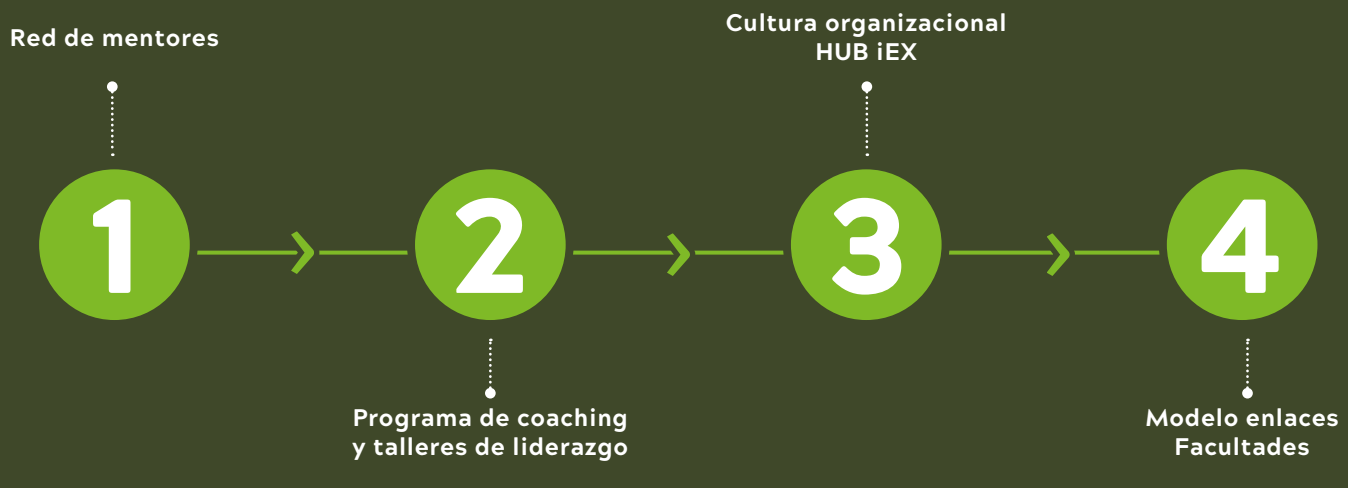 Red de mentores
1
2
Programa de coaching
y talleres de liderazgo
Cultura organizacional
HUB iEX
3
4
Modelo enlaces
Facultades